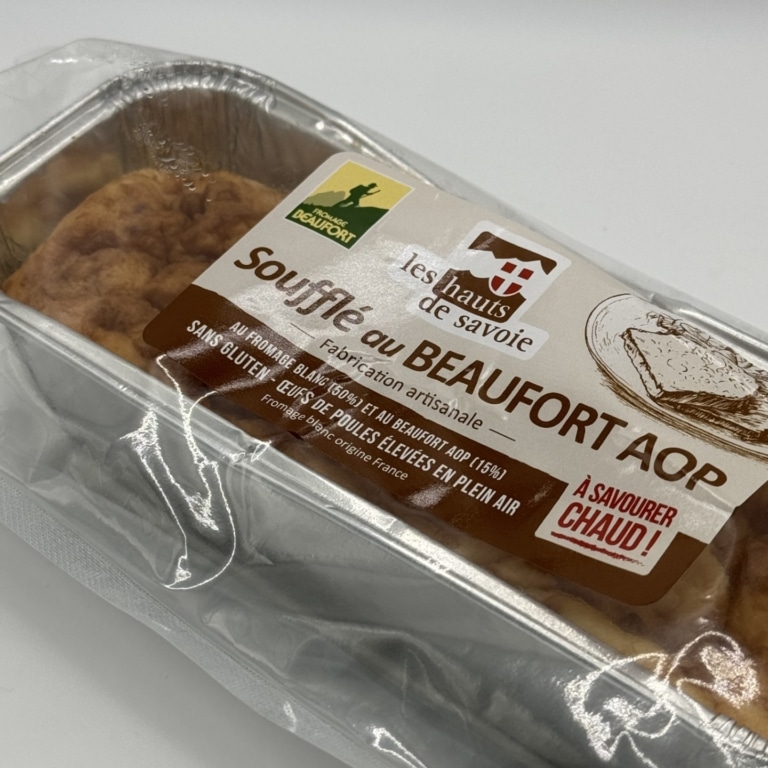 FROMAGE
BEAUFORT
les hauts
de savoie
Soufflé au BEAUFORT AOP
Fabrication artisanale
AU FROMAGE BLANC (50%) ET AU BEAUFORT AOP (15%)
SANS GLUTEN - ŒUFS DE POULES ÉLEVÉES EN PLEIN AIR
Fromage blanc origine France
À SAVOURER
CHAUD !